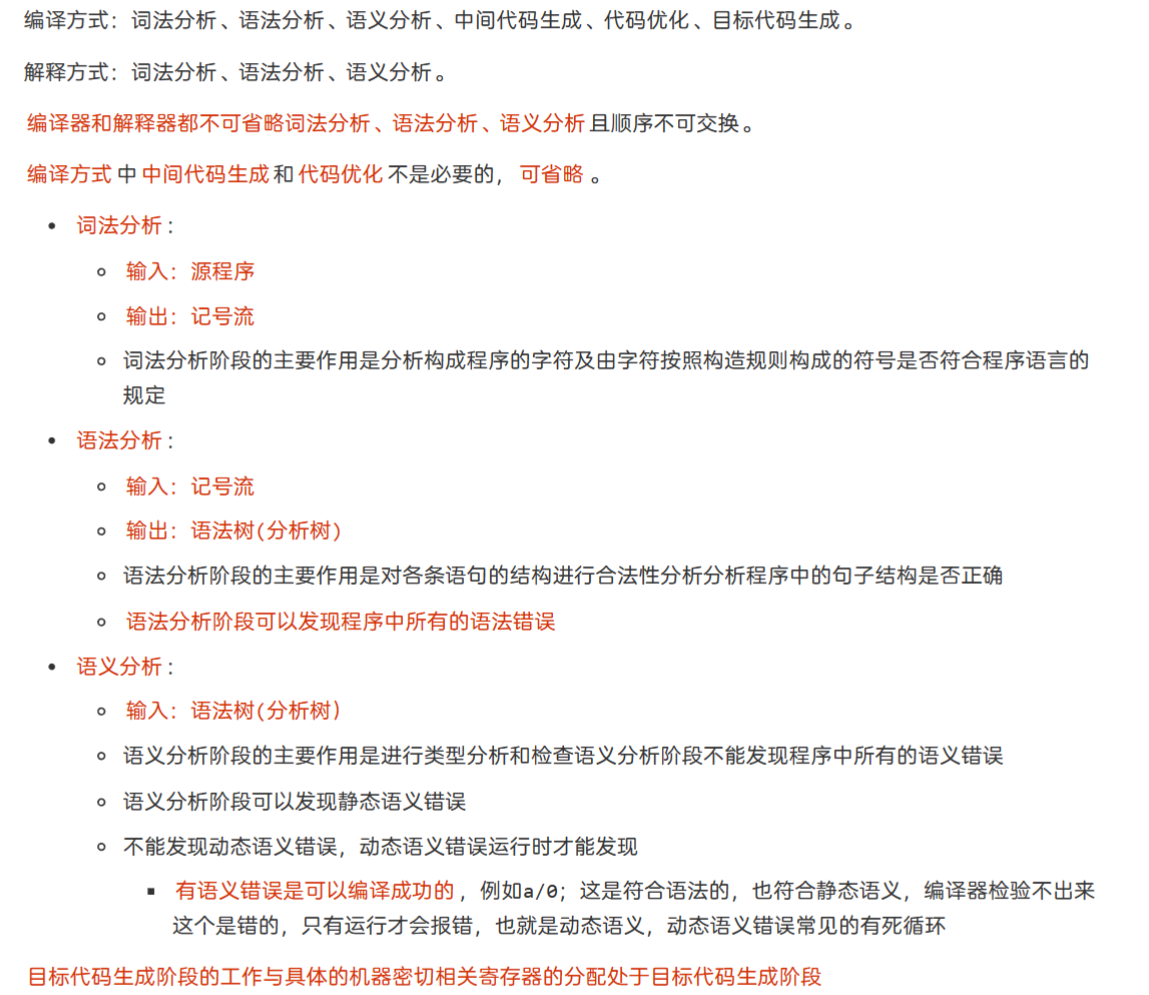 编译方式：词法分析、语法分析、语义分析、中间代码生成、代码优化、目标代码生成。
解释方式：词法分析、语法分析、语义分析。
编译器和解释器都不可省略词法分析、语法分析、语义分析且顺序不可交换。
编译方式中中间代码生成和代码优化不是必要的，可省略。
词法分析：
输入：源程序
输出：记号流
词法分析阶段的主要作用是分析构成程序的字符及由字符按照构造规则构成的符号是否符合程序语言的
规定
语法分析：
输入：记号流
输出：语法树(分析树)
语法分析阶段的主要作用是对各条语句的结构进行合法性分析分析程序中的句子结构是否正确
语法分析阶段可以发现程序中所有的语法错误
语义分析：
输入：语法树(分析树)
语义分析阶段的主要作用是进行类型分析和检查语义分析阶段不能发现程序中所有的语义错误
语义分析阶段可以发现静态语义错误
不能发现动态语义错误，动态语义错误运行时才能发现
有语义错误是可以编译成功的，例如a/0；这是符合语法的，也符合静态语义，编译器检验不出来
这个是错的，只有运行才会报错，也就是动态语义，动态语义错误常见的有死循环
目标代码生成阶段的工作与具体的机器密切相关寄存器的分配处于目标代码生成阶段